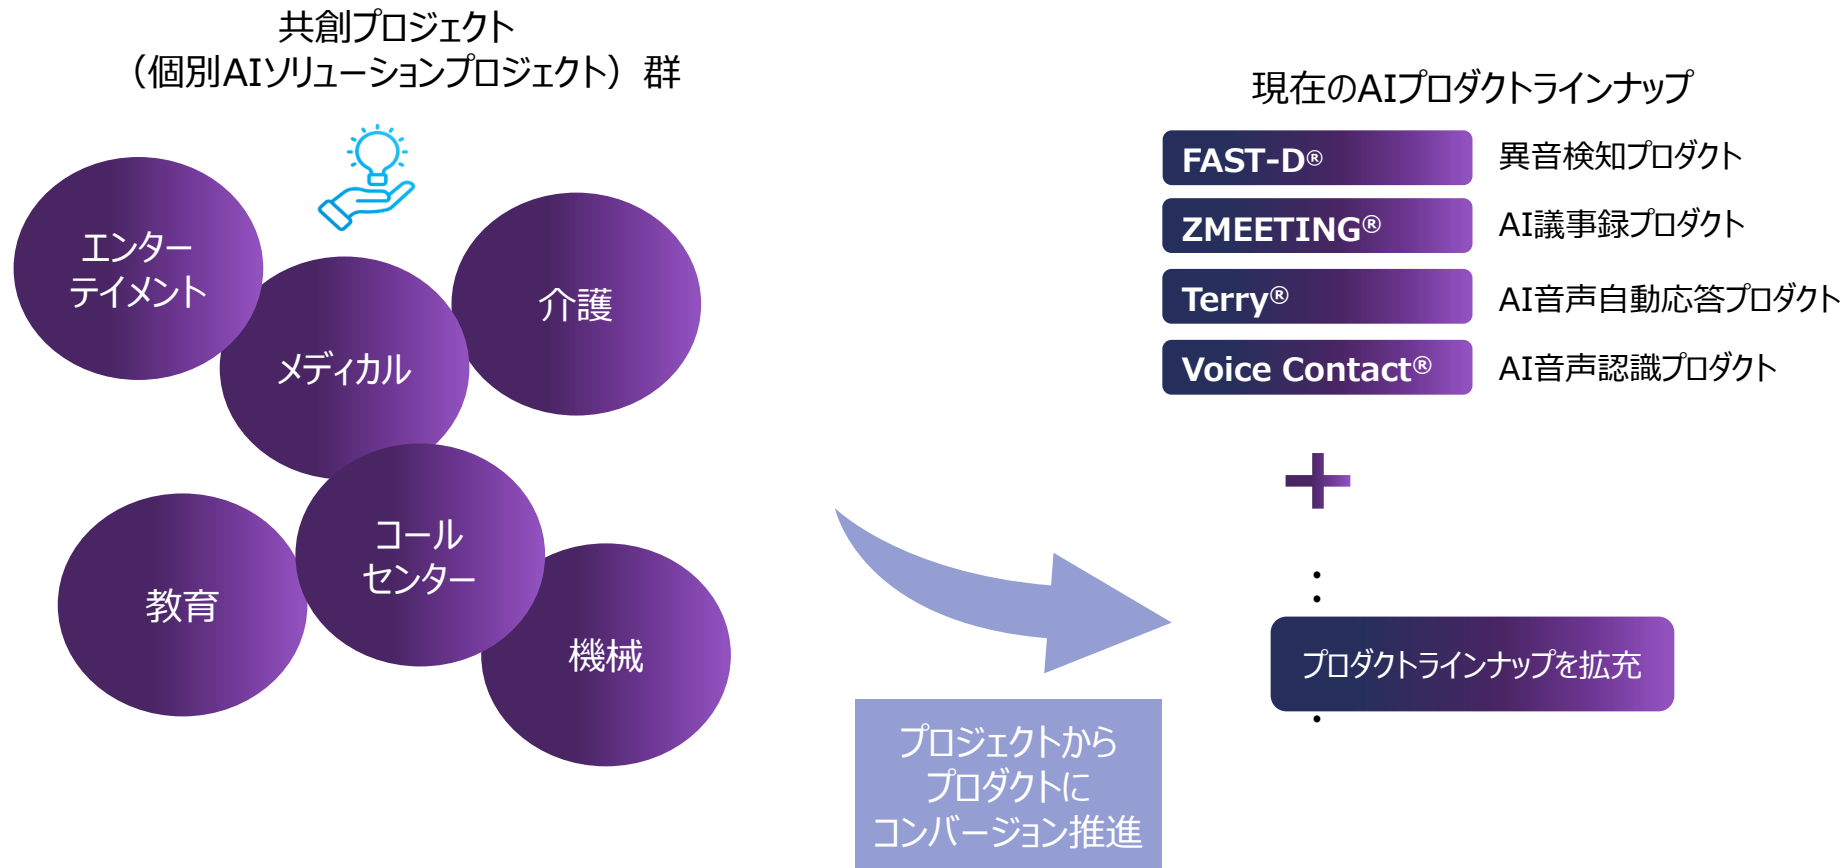 共創プロジェクト
（個別AIソリューションプロジェクト）群
エンター
テイメント
メディカル
介護
教育
コール
センター
機械
プロジェクトから
プロダクトに
コンバージョン推進
現在のAIプロダクトラインナップ
FAST-D® 異音検知プロダクト
ZMEETING® AI議事録プロダクト
Terry® AI音声自動応答プロダクト
Voice Contact® AI音声認識プロダクト
+
プロダクトラインナップを拡充